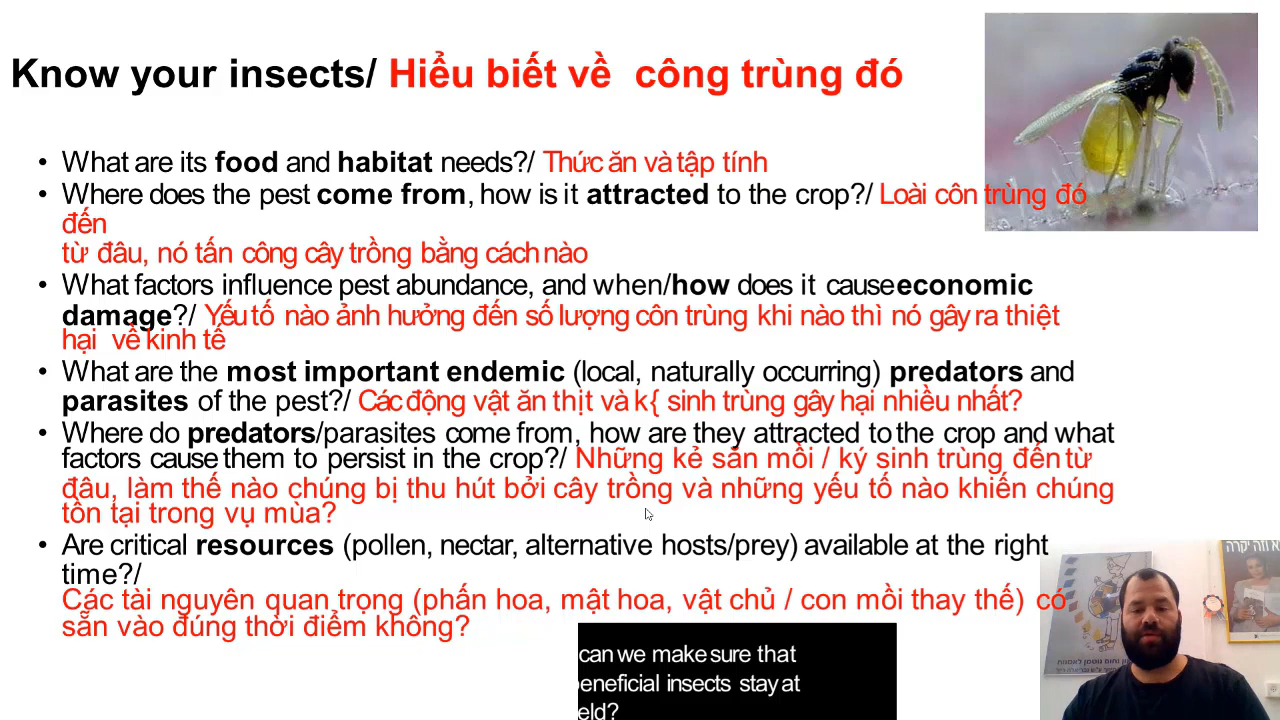 Know your insects/ Hiểu biết về công trùng đó
• What are its food and habitat needs?/ Thức ăn và tập tính
• Where does the pest come from, how is it attracted to the crop?/ Loài côn trùng đó
đến
từ đâu, nó tấn công cây trồng bằng cách nào
• What factors influence pest abundance, and when/how does it cause economic
damage?/ Yếu tố nào ảnh hưởng đến số lượng côn trùng khi nào thì nó gây ra thiệt
hại về kinh tế
• What are the most important endemic (local, naturally occurring) predators and
parasites of the pest?/ Các động vật ăn thịt và k{ sinh trùng gây hại nhiều nhất?
• Where do predators/parasites come from, how are they attracted to the crop and what
factors cause them to persist in the crop?/ Những kẻ săn mồi / ký sinh trùng đến từ
đâu, làm thế nào chúng bị thu hút bởi cây trồng và những yếu tố nào khiến chúng
tồn tại trong vụ mùa?
• Are critical resources (pollen, nectar, alternative hosts/prey) available at the right
time?/
Các tài nguyên quan trọng (phấn hoa, mật hoa, vật chủ / con mồi thay thế) có
sẵn vào đúng thời điểm không?
can we make sure that
insects stay at